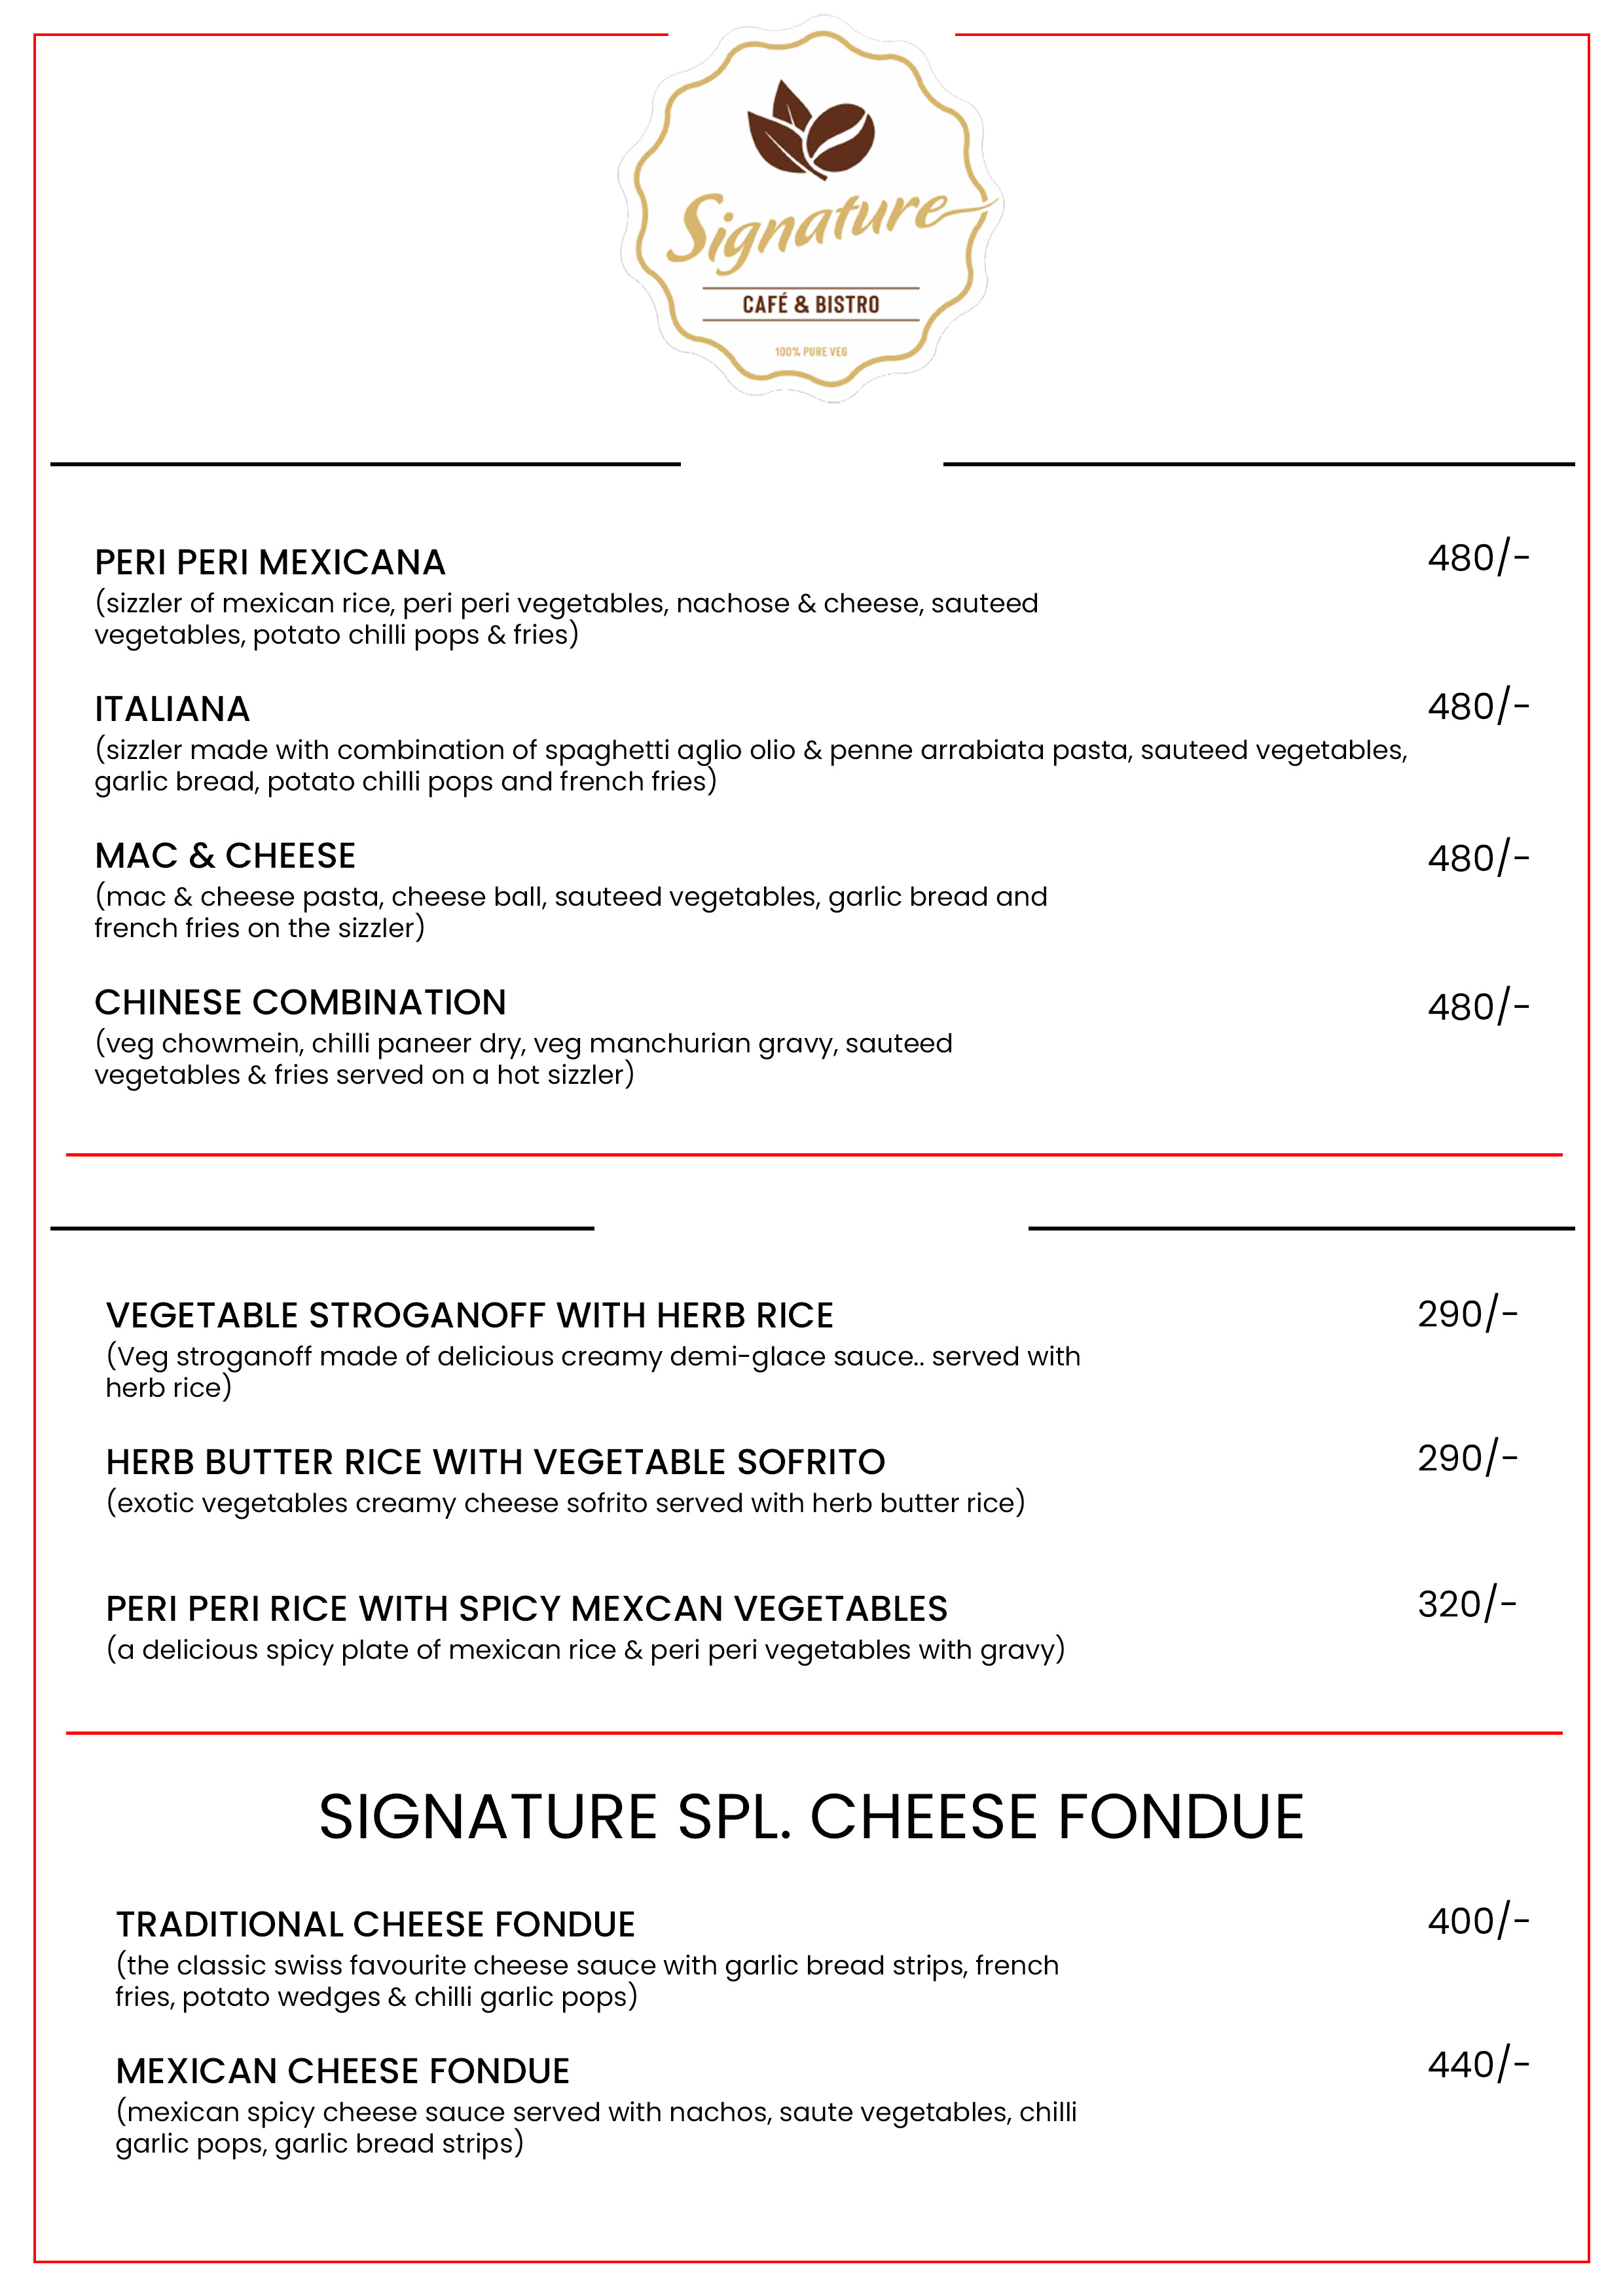 Signature
CAFÉ & BISTRO
100% PURE VEG
PERI PERI MEXICANA 480/-
(sizzler of mexican rice, peri peri vegetables, nachose & cheese, sauteed
vegetables, potato chilli pops & fries)
ITALIANA 480/-
(sizzler made with combination of spaghetti aglio olio & penne arrabiata pasta, sauteed vegetables,
garlic bread, potato chilli pops and french fries)
MAC & CHEESE 480/-
(mac & cheese pasta, cheese ball, sauteed vegetables, garlic bread and
french fries on the sizzler)
CHINESE COMBINATION 480/-
(veg chowmein, chilli paneer dry, veg manchurian gravy, sauteed
vegetables & fries served on a hot sizzler)
VEGETABLE STROGANOFF WITH HERB RICE 290/-
(Veg stroganoff made of delicious creamy demi-glace sauce.. served with
herb rice)
HERB BUTTER RICE WITH VEGETABLE SOFRITO 290/-
(exotic vegetables creamy cheese sofrito served with herb butter rice)
PERI PERI RICE WITH SPICY MEXCAN VEGETABLES 320/-
(a delicious spicy plate of mexican rice & peri peri vegetables with gravy)
SIGNATURE SPL. CHEESE FONDUE
TRADITIONAL CHEESE FONDUE 400/-
(the classic swiss favourite cheese sauce with garlic bread strips, french
fries, potato wedges & chilli garlic pops)
MEXICAN CHEESE FONDUE 440/-
(mexican spicy cheese sauce served with nachos, saute vegetables, chilli
garlic pops, garlic bread strips)